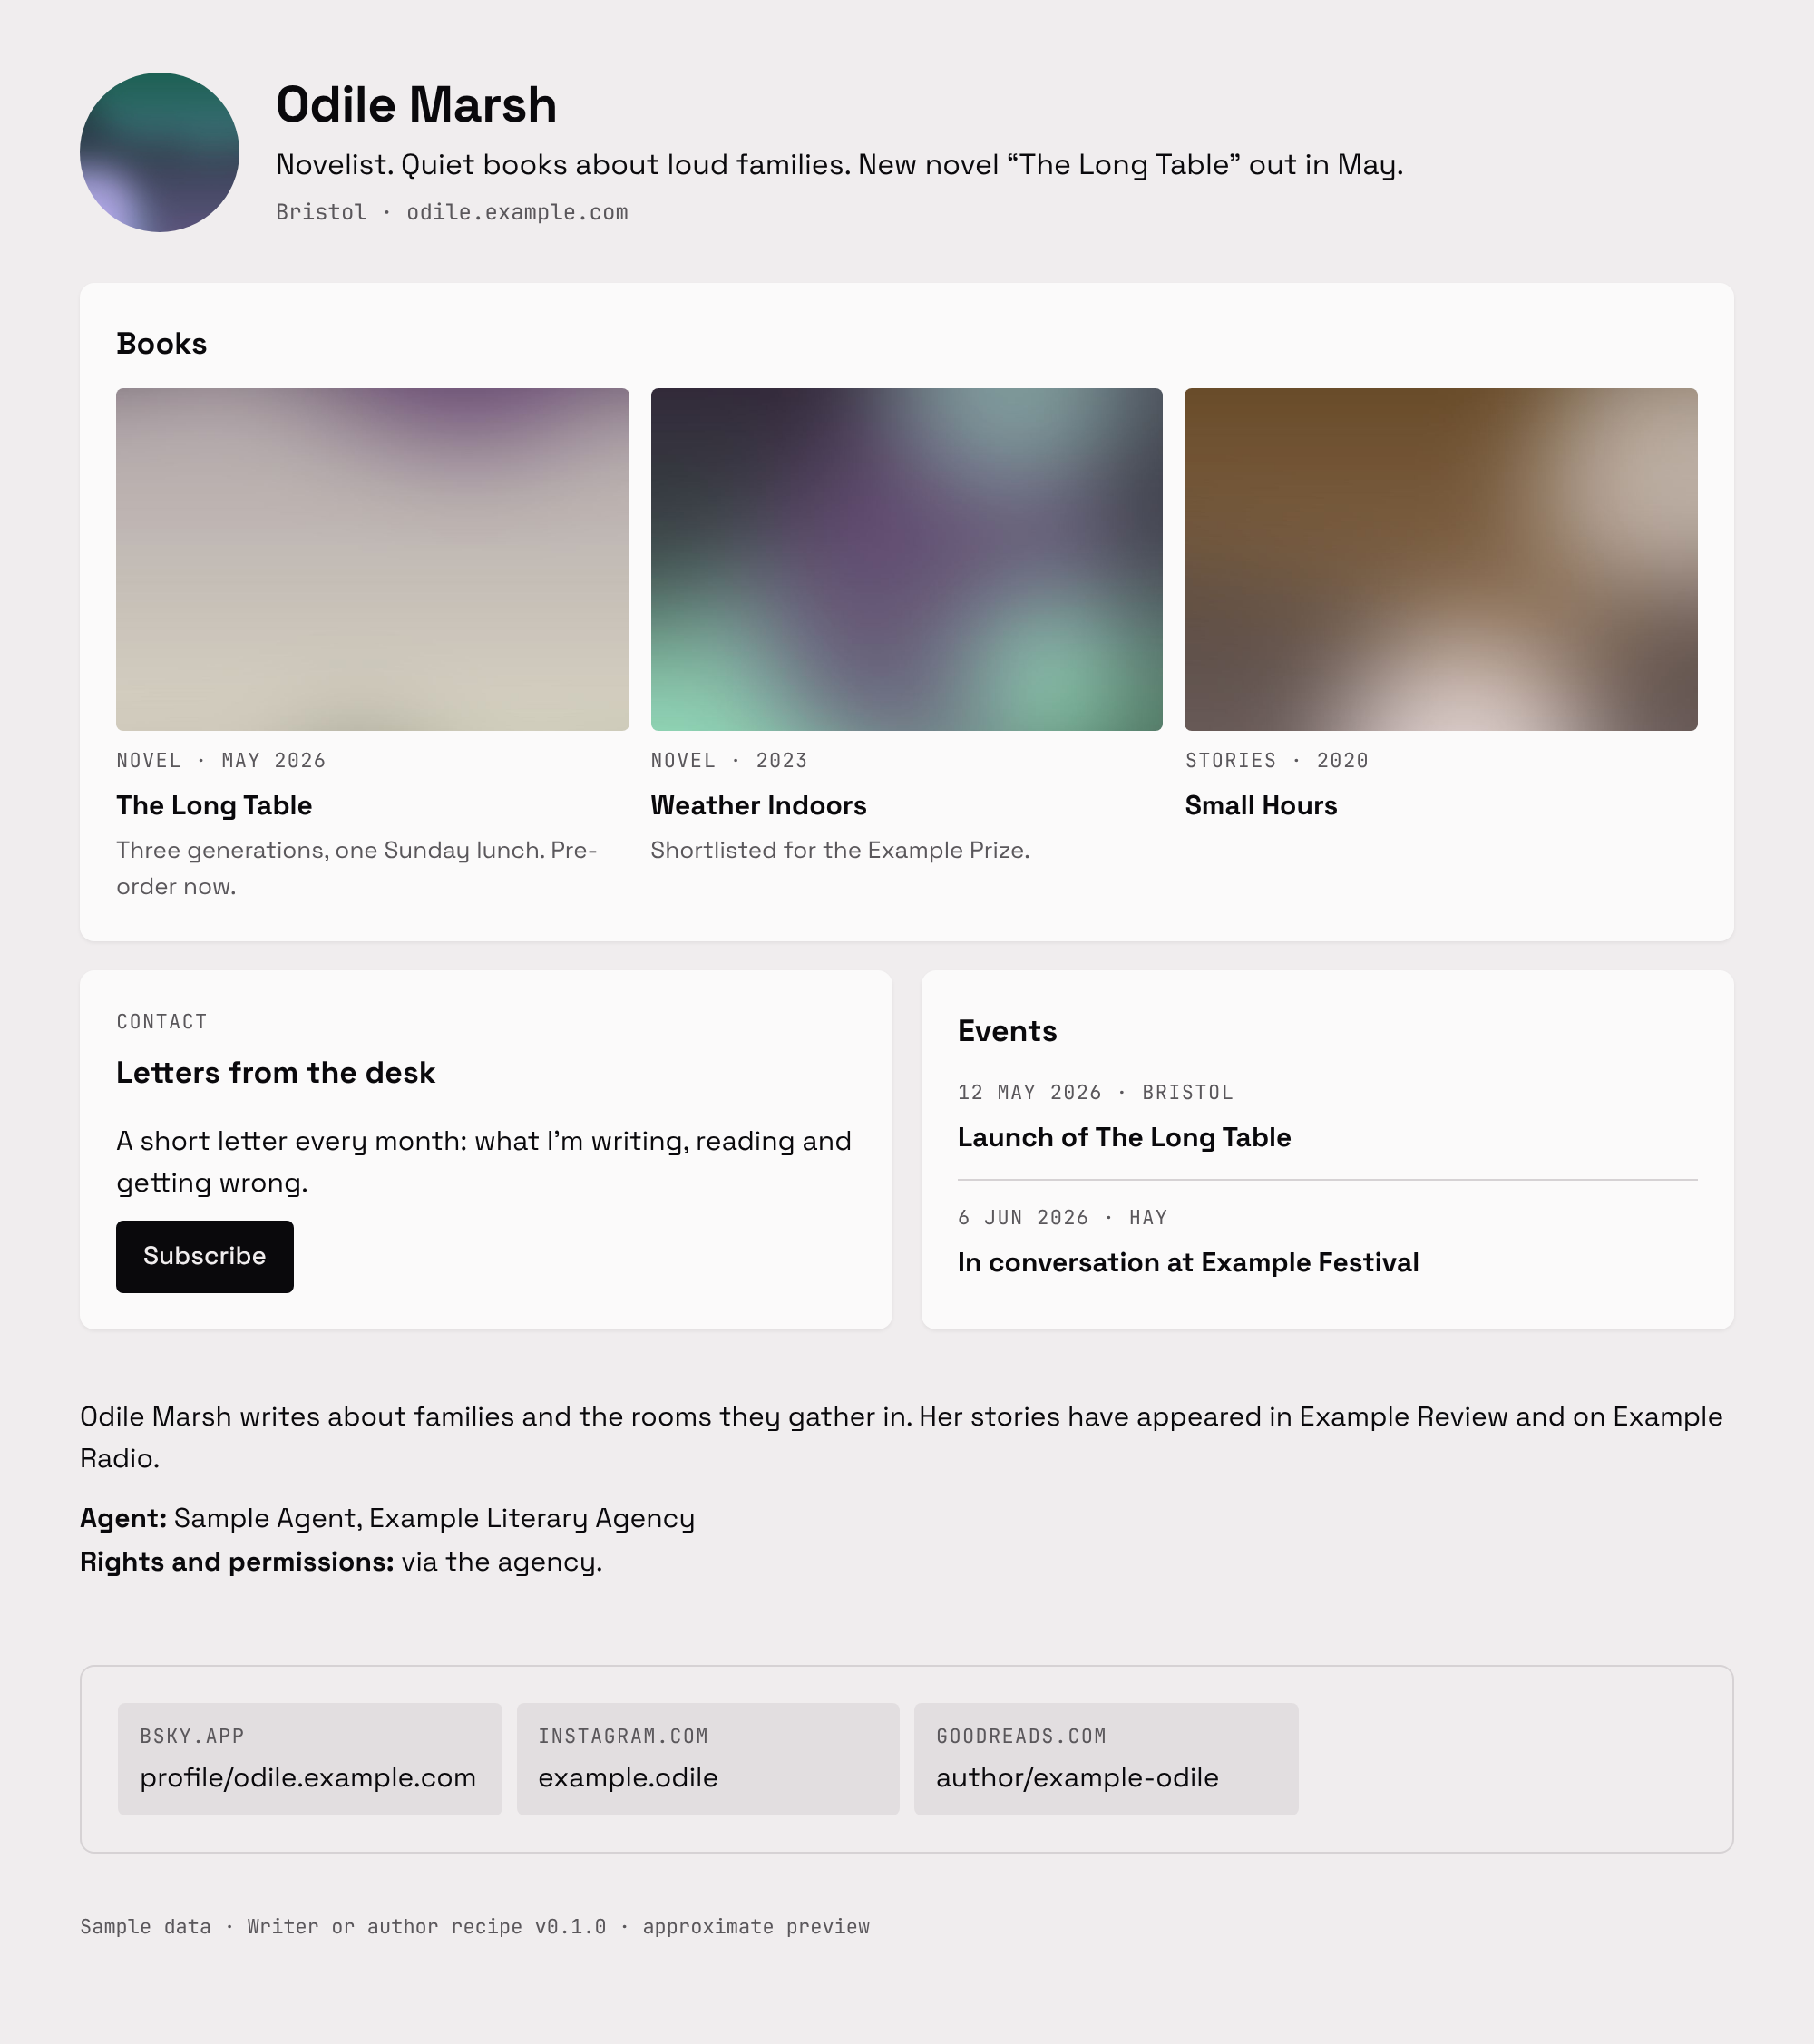 Odile Marsh
Novelist. Quiet books about loud families. New novel “The Long Table” out in May.
Bristol · odile.example.com
Books
NOVEL · MAY 2026
The Long Table
Three generations, one Sunday lunch. Pre-
order now.
NOVEL · 2023
Weather Indoors
Shortlisted for the Example Prize.
STORIES · 2020
Small Hours
CONTACT
Letters from the desk
A short letter every month: what I’m writing, reading and
getting wrong.
Subscribe
Events
12 MAY 2026 · BRISTOL
Launch of The Long Table
6 JUN 2026 · HAY
In conversation at Example Festival
Odile Marsh writes about families and the rooms they gather in. Her stories have appeared in Example Review and on Example
Radio.
Agent: Sample Agent, Example Literary Agency
Rights and permissions: via the agency.
BSKY.APP
profile/odile.example.com
INSTAGRAM.COM
example.odile
GOODREADS.COM
author/example-odile
Sample data · Writer or author recipe v0.1.0 · approximate preview